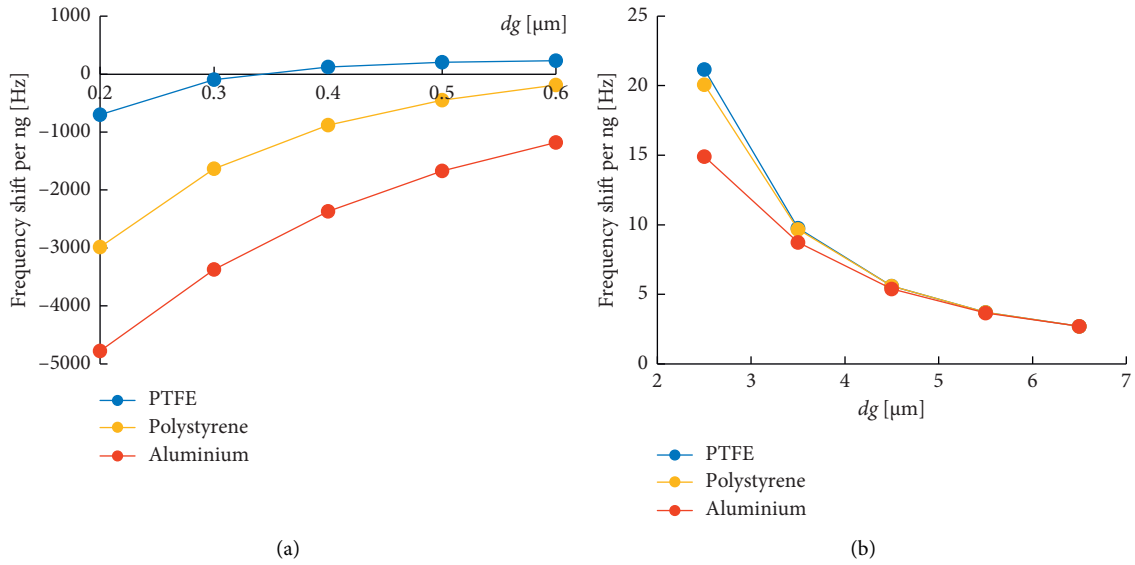 1000
0
–1000
–2000
–3000
–4000
–5000
Frequency shift per ng [Hz]
dg [µm]
0.2 0.3 0.4 0.5 0.6
PTFE
Polystyrene
Aluminium
(a)
25
20
15
10
5
0
Frequency shift per ng [Hz]
2 3 4 5 6 7
dg [µm]
PTFE
Polystyrene
Aluminium
(b)